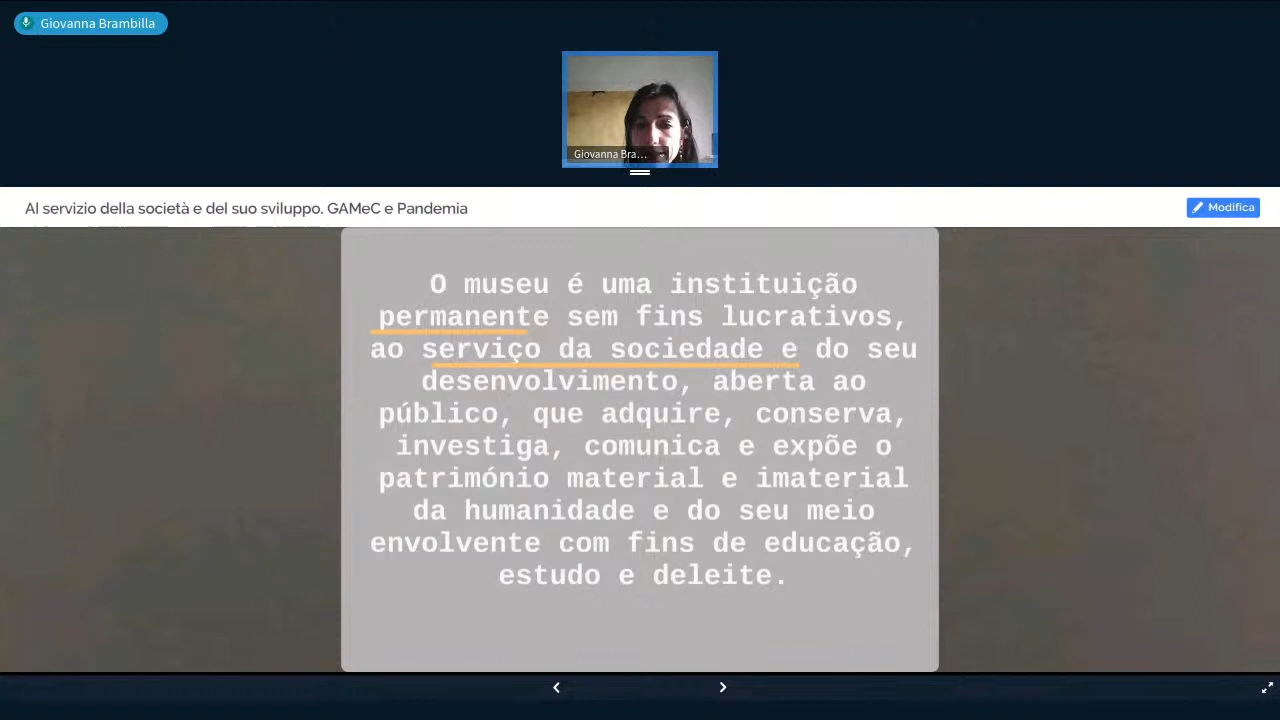 Giovanna Brambilla
Giovanna Bra...
Al servizio della società e del suo sviluppo. GAMeC e Pandemia
Modifica
O museu é uma instituição
permanente sem fins lucrativos,
ao serviço da sociedade e do seu
desenvolvimento, aberta ao
público, que adquire, conserva,
investiga, comunica e expõe o
património material e imaterial
da humanidade e do seu meio
envolvente com fins de educação,
estudo e deleite.